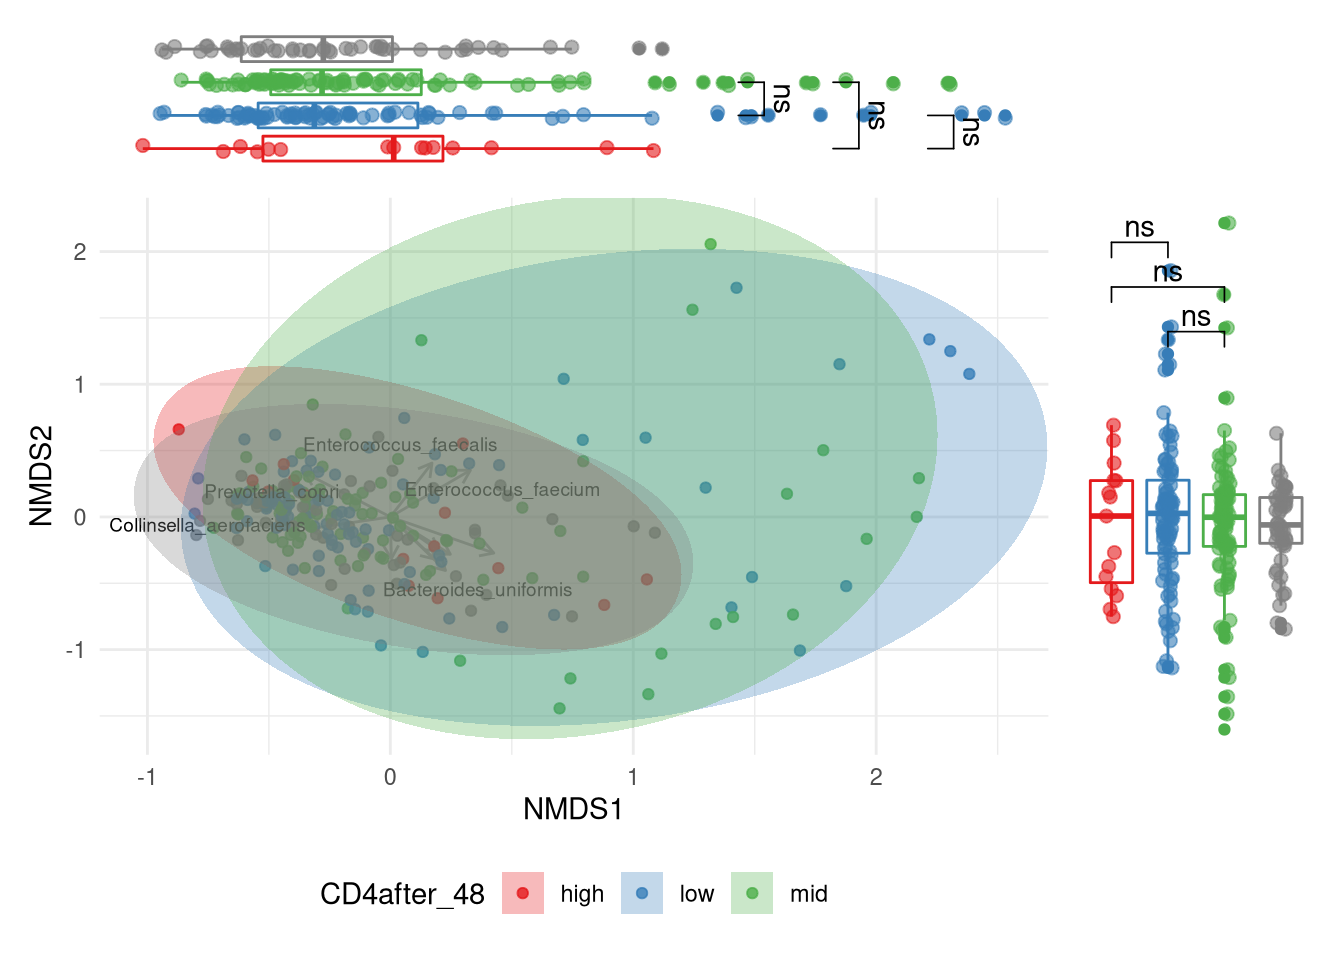 ns
ns
ns
ns
ns
ns
2
1
0
-1
NMDS2
Enterococcus_faecalis
Prevotella_copri
Enterococcus_faecium
Collinsella_aerofaciens
Bacteroides_uniformis
-1
0
1
2
NMDS1
CD4after_48
high
low
mid